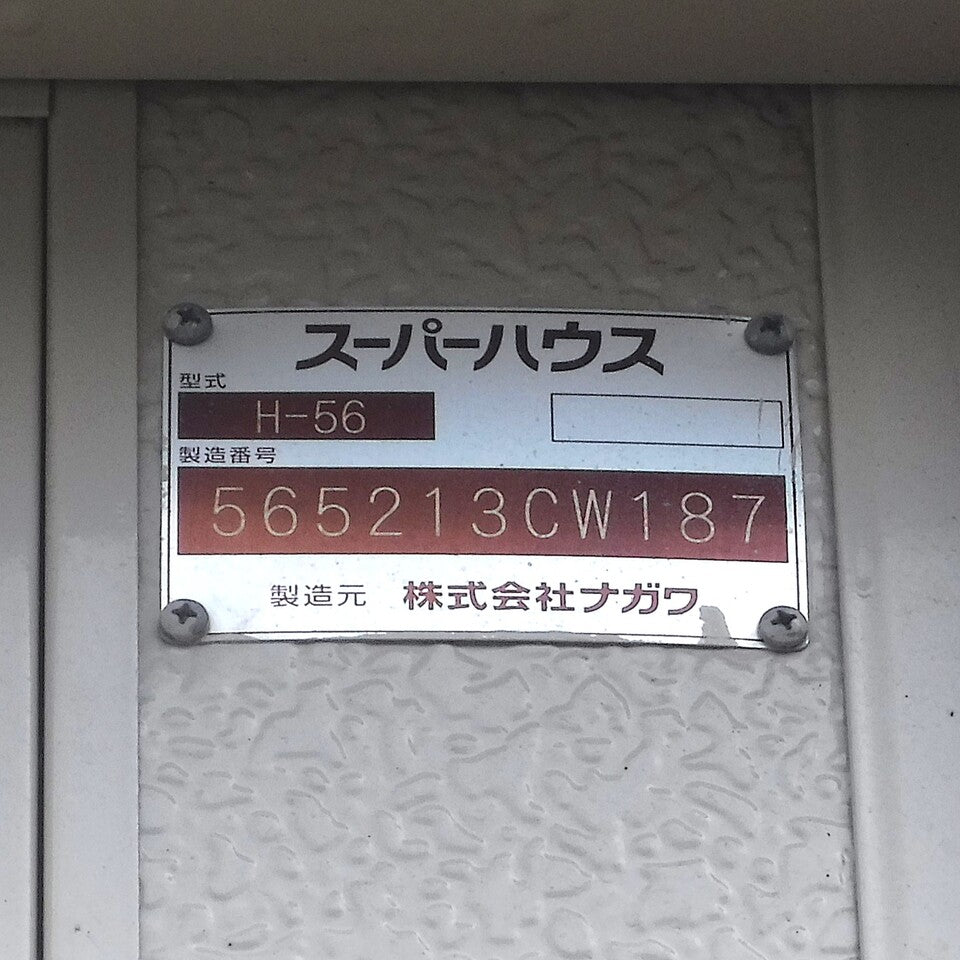 スーパーハウス
型式
H-56
製造番号
565213CW187
製造元 株式会社ナガワ